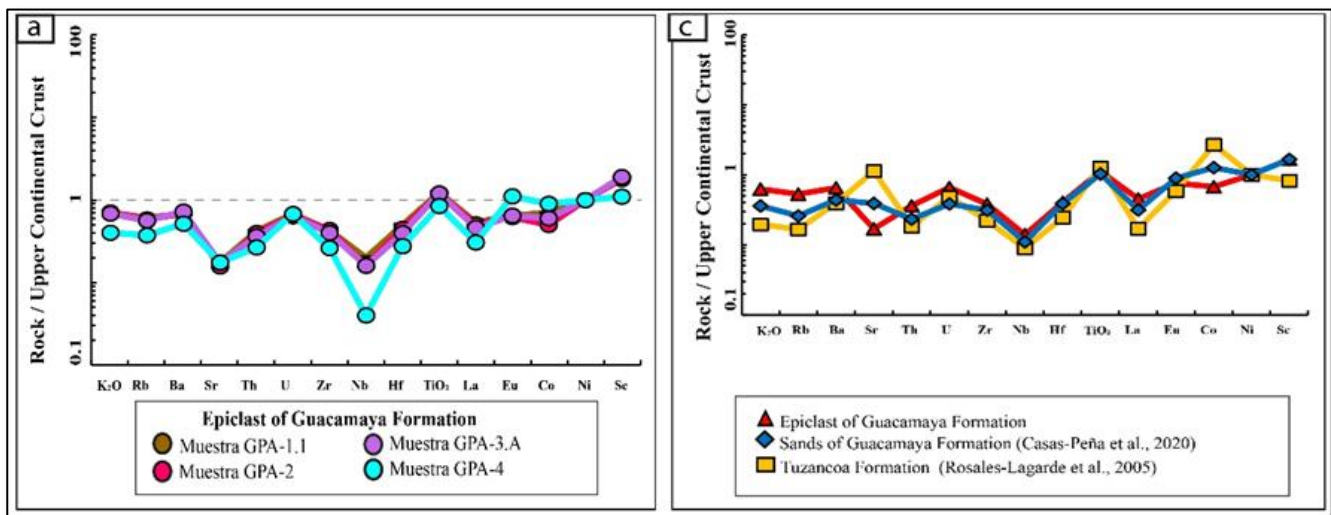 a
Rock / Upper Continental Crust
100
1
0.1
K₂O Rb Ba Sr Th U Zr Nb Hf TiO₂ La Eu Co Ni Sc
Epiclast of Guacamaya Formation
Muestra GPA-1.1
Muestra GPA-3.A
Muestra GPA-2
Muestra GPA-4
c
Rock / Upper Continental Crust
100
1
0.1
K₂O Rb Ba Sr Th U Zr Nb Hf TiO₂ La Eu Co Ni Sc
Epiclast of Guacamaya Formation
Sands of Guacamaya Formation (Casas-Peña et al., 2020)
Tuzancoa Formation (Rosales-Lagarde et al., 2005)